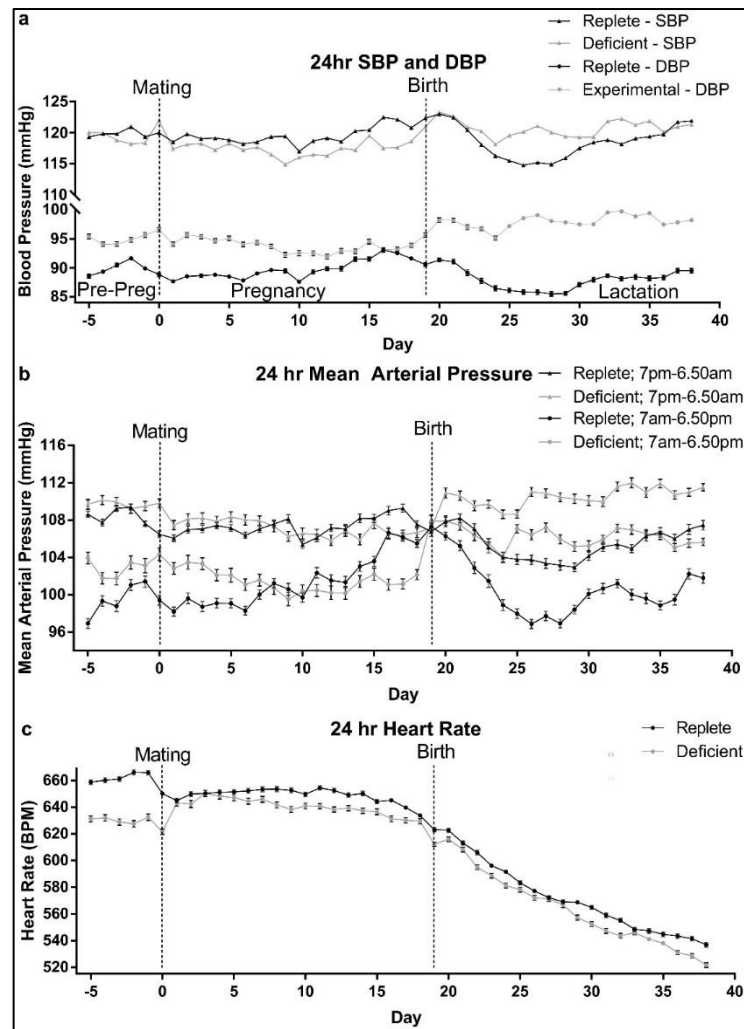 a
Replete - SBP
Deficient - SBP
24hr SBP and DBP
Replete - DBP
Mating
Birth
Experimental - DBP
Blood Pressure (mmHg)
125
120
115
110
100
95
90
85
Pre-Preg
Pregnancy
Lactation
-5 0 5 10 15 20 25 30 35 40
Day
b
24 hr Mean Arterial Pressure
Replete; 7pm-6.50am
Deficient; 7pm-6.50am
Replete; 7am-6.50pm
Deficient; 7am-6.50pm
Mating
Birth
Mean Arterial Pressure (mmHg)
116
112
108
104
100
96
-5 0 5 10 15 20 25 30 35 40
Day
c
24 hr Heart Rate
Replete
Deficient
Mating
Birth
Heart Rate (BPM)
660
640
620
600
580
560
540
520
-5 0 5 10 15 20 25 30 35 40
Day